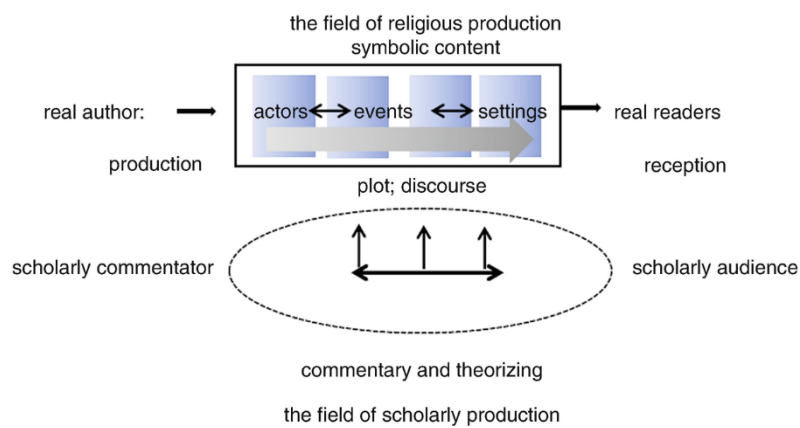 the field of religious production
symbolic content
real author:
actors
events
settings
real readers
production
reception
plot; discourse
scholarly commentator
scholarly audience
commentary and theorizing
the field of scholarly production